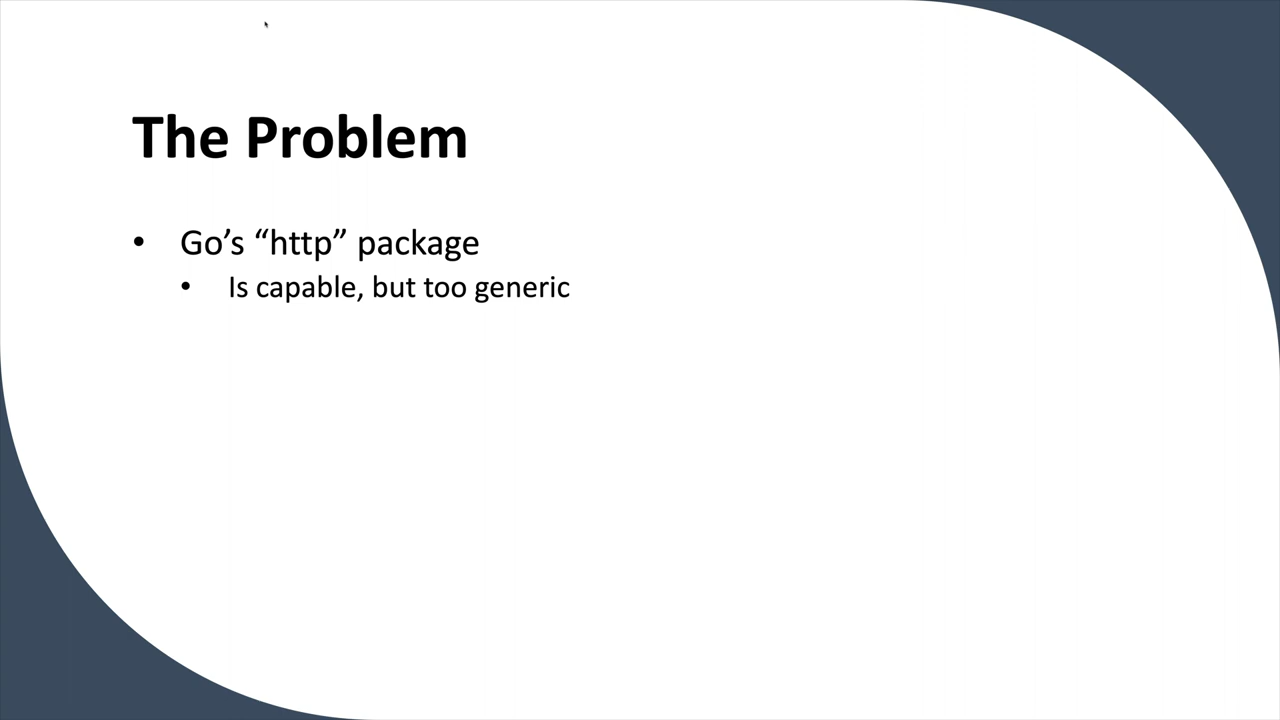 The Problem
• Go’s “http” package
• Is capable, but too generic